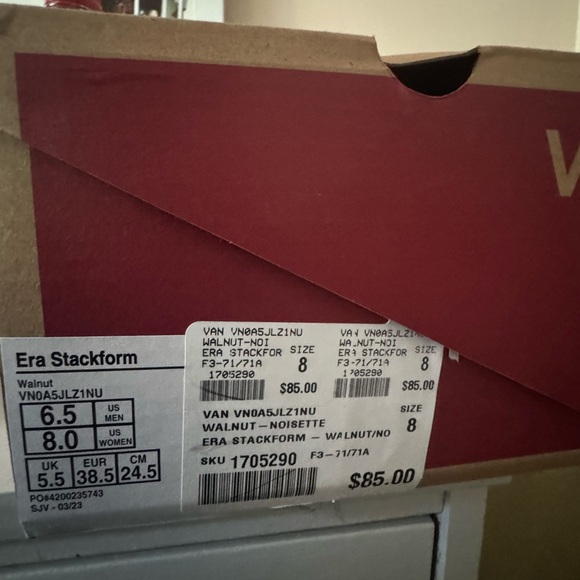 V
Era Stackform
Walnut
VN0A5JLZ1NU
6.5 US MEN
8.0 US WOMEN
UK EUR CM
5.5 38.5 24.5
PO#4200235743
SJV - 03/23
VAN VN0A5JLZ1NU
WALNUT-NOI
ERA STACKFOR SIZE
F3-71/71A 8
1705290
$85.00
VAN VN0A5JLZ1
WALNUT-NOI
ERA STACKFOR SIZE
F3-71/71A 8
1705290
$85.00
VAN VN0A5JLZ1NU SIZE
WALNUT-NOISETTE 8
ERA STACKFORM - WALNUT/NO
SKU 1705290 F3-71/71A
$85.00